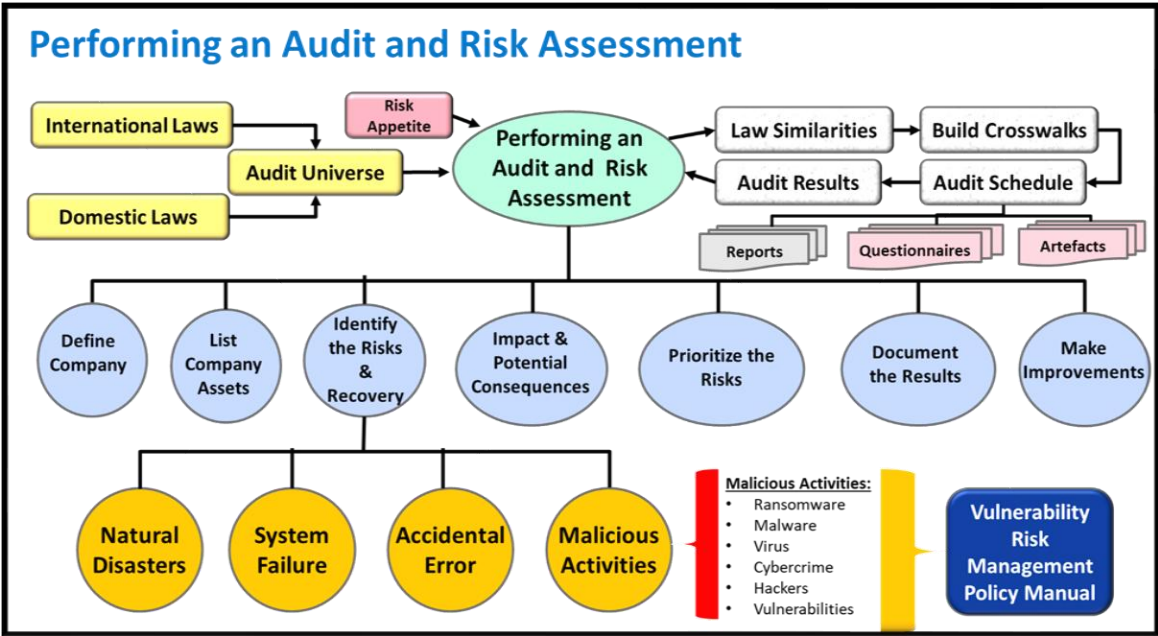 Performing an Audit and Risk Assessment
International Laws
Domestic Laws
Audit Universe
Risk
Appetite
Performing an
Audit and Risk
Assessment
Law Similarities
Build Crosswalks
Audit Results
Audit Schedule
Reports
Questionnaires
Artefacts
Define
Company
List
Company
Assets
Identify
the Risks
&
Recovery
Impact &
Potential
Consequences
Prioritize the
Risks
Document
the Results
Make
Improvements
Natural
Disasters
System
Failure
Accidental
Error
Malicious
Activities
Malicious Activities:
• Ransomware
• Malware
• Virus
• Cybercrime
• Hackers
• Vulnerabilities
Vulnerability
Risk
Management
Policy Manual